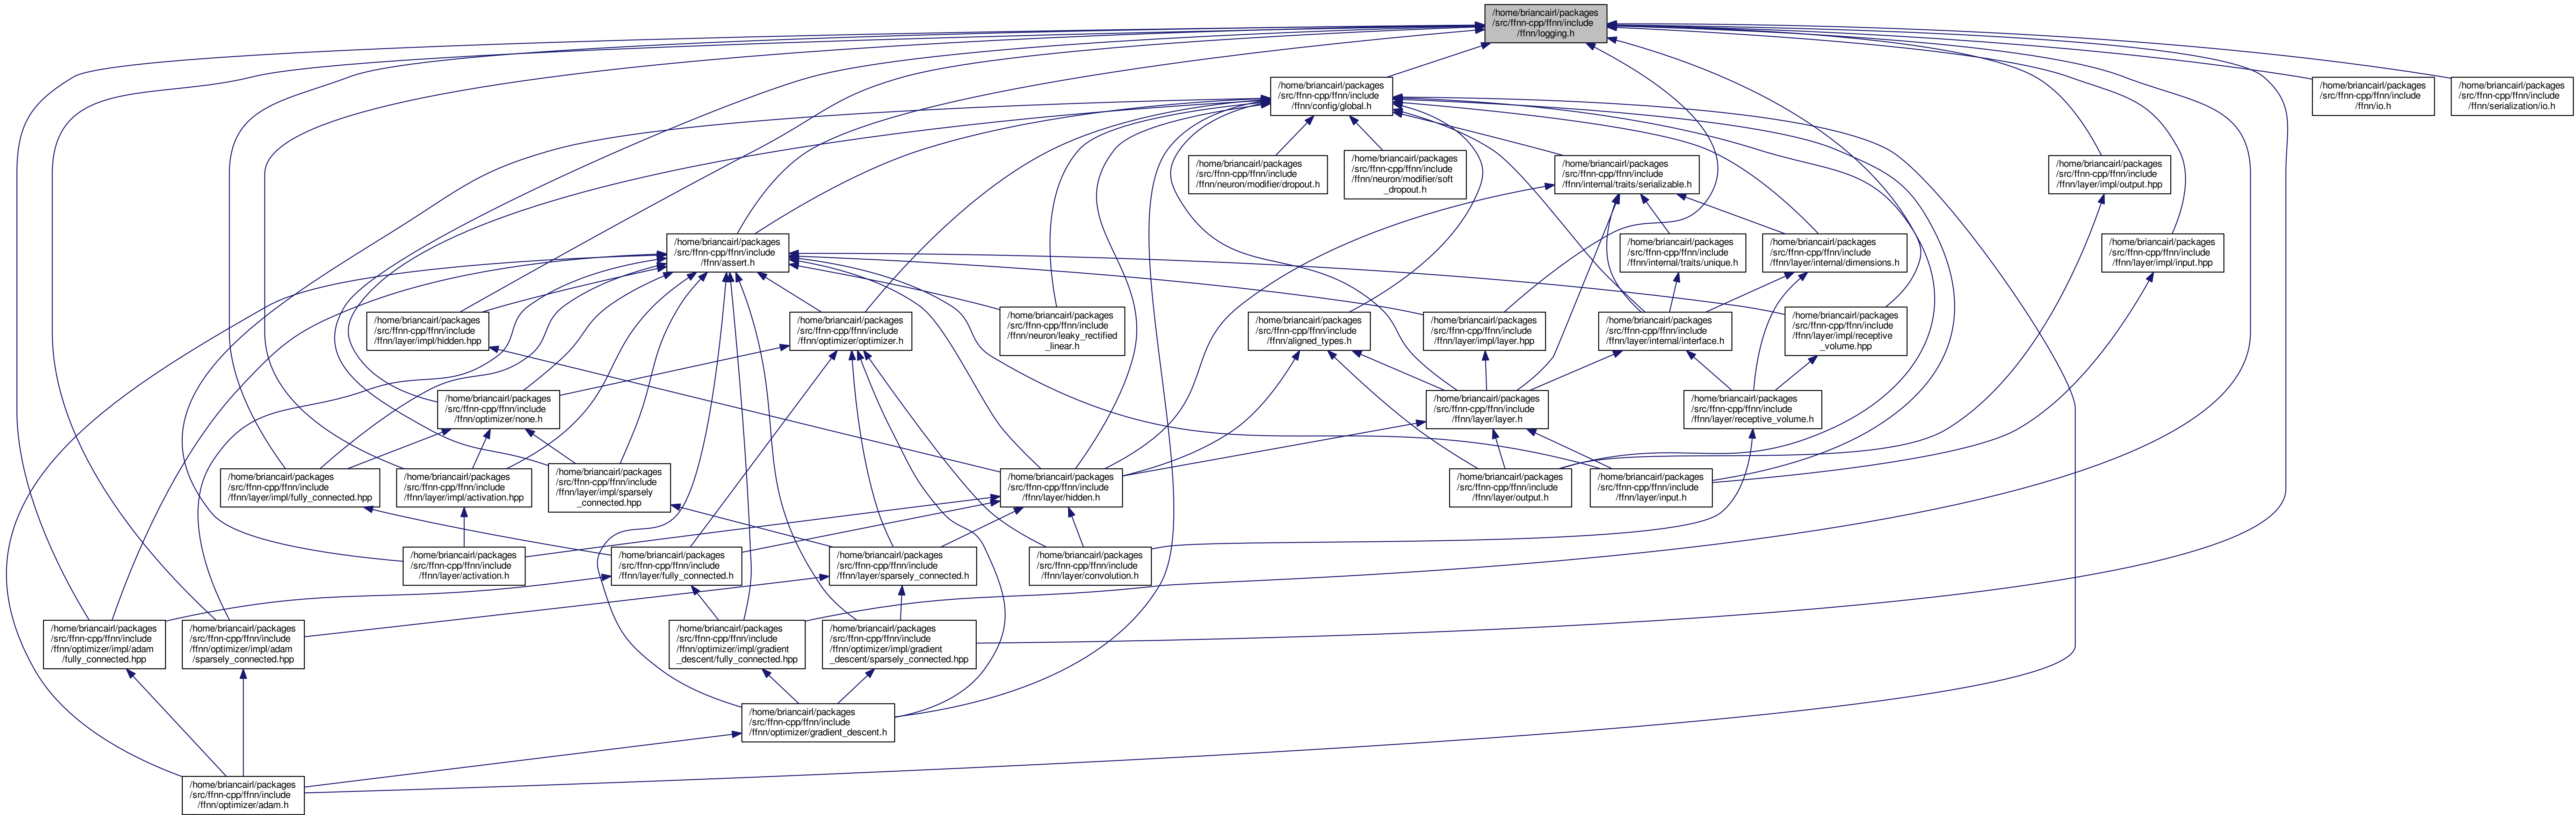 /home/briancairl/packages
/src/ffnn-cpp/ffnn/include
/ffnn/logging.h
/home/briancairl/packages
/src/ffnn-cpp/ffnn/include
/ffnn/config/global.h
/home/briancairl/packages
/src/ffnn-cpp/ffnn/include
/ffnn/io.h
/home/briancairl/packages
/src/ffnn-cpp/ffnn/include
/ffnn/serialization/io.h
/home/briancairl/packages
/src/ffnn-cpp/ffnn/include
/ffnn/neuron/modifier/dropout.h
/home/briancairl/packages
/src/ffnn-cpp/ffnn/include
/ffnn/neuron/modifier/soft
_dropout.h
/home/briancairl/packages
/src/ffnn-cpp/ffnn/include
/ffnn/internal/traits/serializable.h
/home/briancairl/packages
/src/ffnn-cpp/ffnn/include
/ffnn/layer/impl/output.hpp
/home/briancairl/packages
/src/ffnn-cpp/ffnn/include
/ffnn/assert.h
/home/briancairl/packages
/src/ffnn-cpp/ffnn/include
/ffnn/internal/traits/unique.h
/home/briancairl/packages
/src/ffnn-cpp/ffnn/include
/ffnn/layer/internal/dimensions.h
/home/briancairl/packages
/src/ffnn-cpp/ffnn/include
/ffnn/layer/impl/input.hpp
/home/briancairl/packages
/src/ffnn-cpp/ffnn/include
/ffnn/layer/impl/hidden.hpp
/home/briancairl/packages
/src/ffnn-cpp/ffnn/include
/ffnn/optimizer/optimizer.h
/home/briancairl/packages
/src/ffnn-cpp/ffnn/include
/ffnn/neuron/leaky_rectified
_linear.h
/home/briancairl/packages
/src/ffnn-cpp/ffnn/include
/ffnn/aligned_types.h
/home/briancairl/packages
/src/ffnn-cpp/ffnn/include
/ffnn/layer/impl/layer.hpp
/home/briancairl/packages
/src/ffnn-cpp/ffnn/include
/ffnn/layer/internal/interface.h
/home/briancairl/packages
/src/ffnn-cpp/ffnn/include
/ffnn/layer/impl/receptive
_volume.hpp
/home/briancairl/packages
/src/ffnn-cpp/ffnn/include
/ffnn/optimizer/none.h
/home/briancairl/packages
/src/ffnn-cpp/ffnn/include
/ffnn/layer/layer.h
/home/briancairl/packages
/src/ffnn-cpp/ffnn/include
/ffnn/layer/receptive_volume.h
/home/briancairl/packages
/src/ffnn-cpp/ffnn/include
/ffnn/layer/impl/fully_connected.hpp
/home/briancairl/packages
/src/ffnn-cpp/ffnn/include
/ffnn/layer/impl/activation.hpp
/home/briancairl/packages
/src/ffnn-cpp/ffnn/include
/ffnn/layer/impl/sparsely
_connected.hpp
/home/briancairl/packages
/src/ffnn-cpp/ffnn/include
/ffnn/layer/hidden.h
/home/briancairl/packages
/src/ffnn-cpp/ffnn/include
/ffnn/layer/output.h
/home/briancairl/packages
/src/ffnn-cpp/ffnn/include
/ffnn/layer/input.h
/home/briancairl/packages
/src/ffnn-cpp/ffnn/include
/ffnn/layer/activation.h
/home/briancairl/packages
/src/ffnn-cpp/ffnn/include
/ffnn/layer/fully_connected.h
/home/briancairl/packages
/src/ffnn-cpp/ffnn/include
/ffnn/layer/sparsely_connected.h
/home/briancairl/packages
/src/ffnn-cpp/ffnn/include
/ffnn/layer/convolution.h
/home/briancairl/packages
/src/ffnn-cpp/ffnn/include
/ffnn/optimizer/impl/adam
/fully_connected.hpp
/home/briancairl/packages
/src/ffnn-cpp/ffnn/include
/ffnn/optimizer/impl/adam
/sparsely_connected.hpp
/home/briancairl/packages
/src/ffnn-cpp/ffnn/include
/ffnn/optimizer/impl/gradient
_descent/fully_connected.hpp
/home/briancairl/packages
/src/ffnn-cpp/ffnn/include
/ffnn/optimizer/impl/gradient
_descent/sparsely_connected.hpp
/home/briancairl/packages
/src/ffnn-cpp/ffnn/include
/ffnn/optimizer/gradient_descent.h
/home/briancairl/packages
/src/ffnn-cpp/ffnn/include
/ffnn/optimizer/adam.h